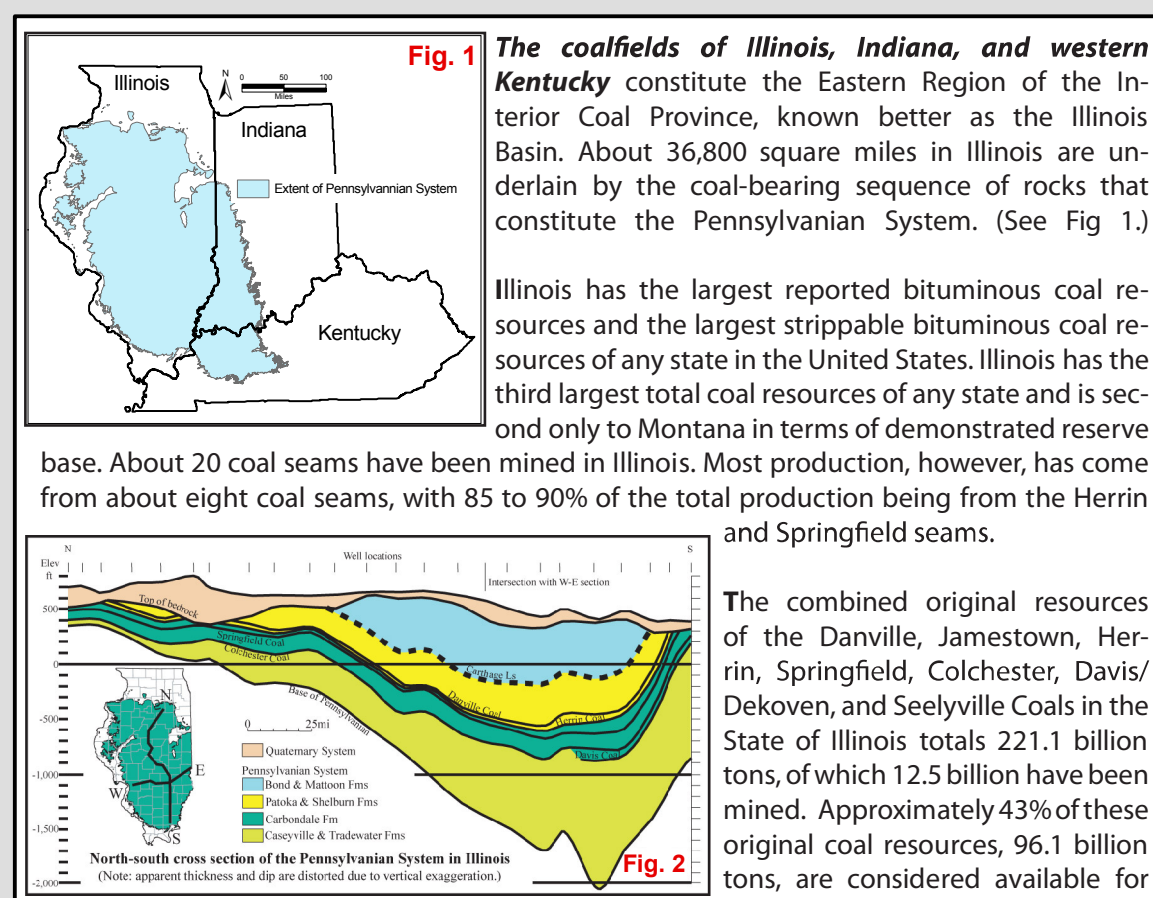 Fig. 1
Illinois
N
0 50 100
Miles
Indiana
Extent of Pennsylvannian System
Kentucky
The coalfields of Illinois, Indiana, and western
Kentucky constitute the Eastern Region of the In-
terior Coal Province, known better as the Illinois
Basin. About 36,800 square miles in Illinois are un-
derlain by the coal-bearing sequence of rocks that
constitute the Pennsylvanian System. (See Fig 1.)
Illinois has the largest reported bituminous coal re-
sources and the largest strippable bituminous coal re-
sources of any state in the United States. Illinois has the
third largest total coal resources of any state and is sec-
ond only to Montana in terms of demonstrated reserve
base. About 20 coal seams have been mined in Illinois. Most production, however, has come
from about eight coal seams, with 85 to 90% of the total production being from the Herrin
and Springfield seams.
N
Well locations
S
Elev
ft
Intersection with W-E section
500
0
-500
-1,000
-1,500
-2,000
Top of bedrock
Springfield Coal
Colchester Coal
Base of Pennsylvanian
Carthage Ls
Danville Coal
Herrin Coal
Davis Coal
N
E
W
S
0 25mi
Quaternary System
Pennsylvanian System
Bond & Mattoon Fms
Patoka & Shelburn Fms
Carbondale Fm
Caseyville & Tradewater Fms
North-south cross section of the Pennsylvanian System in Illinois
(Note: apparent thickness and dip are distorted due to vertical exaggeration.)
Fig. 2
The combined original resources
of the Danville, Jamestown, Her-
rin, Springfield, Colchester, Davis/
Dekoven, and Seelyville Coals in the
State of Illinois totals 221.1 billion
tons, of which 12.5 billion have been
mined. Approximately 43% of these
original coal resources, 96.1 billion
tons, are considered available for